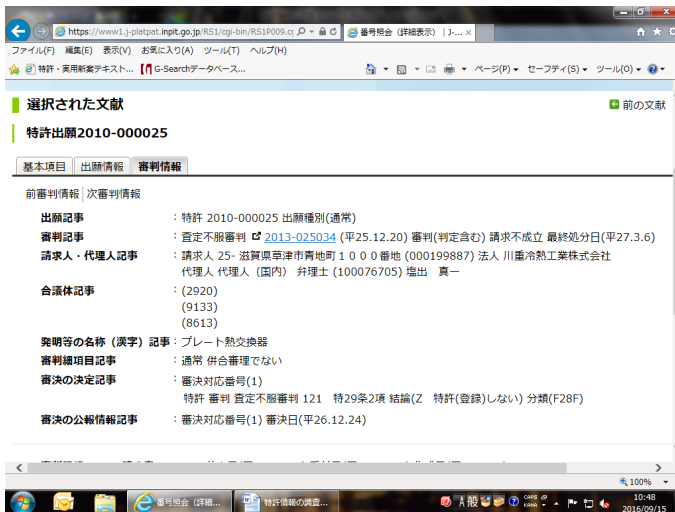 https://www1.j-platpat.inpit.go.jp/RS1/cgi-bin/RS1P009.c
番号照会（詳細表示）｜J-...
ファイル(F) 編集(E) 表示(V) お気に入り(A) ツール(T) ヘルプ(H)
特許・実用新案テキスト...
G-Searchデータベース...
ページ(P) セーフティ(S) ツール(O)
選択された文献
前の文献
特許出願2010-000025
基本項目 出願情報 審判情報
前審判情報 次審判情報
出願記事 : 特許 2010-000025 出願種別(通常)
審判記事 : 査定不服審判 2013-025034 (平25.12.20) 審判(判定含む) 請求不成立 最終処分日(平27.3.6)
請求人・代理人記事 : 請求人 25- 滋賀県草津市青地町１０００番地 (000199887) 法人 川重冷熱工業株式会社
代理人 代理人（国内） 弁理士 (100076705) 塩出　真一
合議体記事 : (2920)
(9133)
(8613)
発明等の名称（漢字）記事 : プレート熱交換器
審判細項目記事 : 通常 併合審理でない
審決の決定記事 : 審決対応番号(1)
特許 審判 査定不服審判 121　特29条2項 結論(Z　特許(登録)しない) 分類(F28F)
審決の公報情報記事 : 審決対応番号(1) 審決日(平26.12.24)
100%
番号照会（詳細...
特許情報の調査...
A 般
CAPS
KANA
10:48
2016/09/15